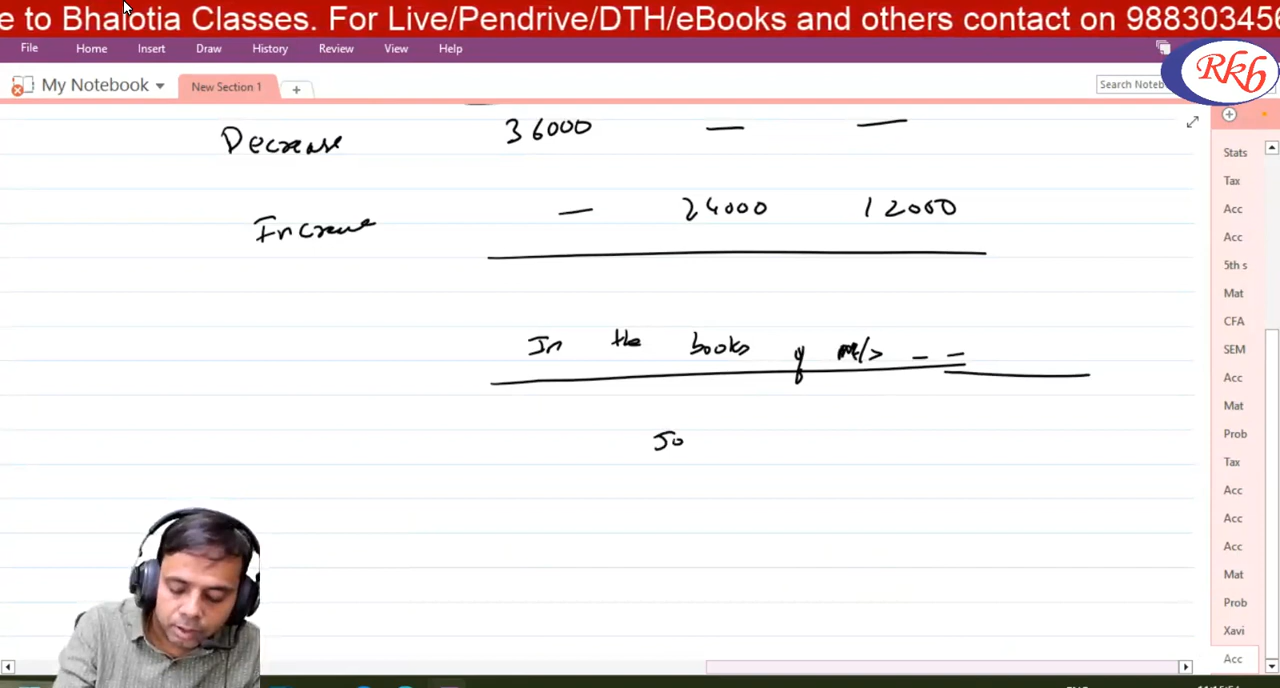 e to Bhalotia Classes. For Live/Pendrive/DTH/eBooks and others contact on 988303456
File Home Insert Draw History Review View Help
Rkb
My Notebook New Section 1 + Search Noteb
Decrease 36000 — —
Increase — 24000 12000
In the books of M/s - =
Jo
Stats
Tax
Acc
Acc
5th s
Mat
CFA
SEM
Acc
Mat
Prob
Tax
Acc
Acc
Acc
Mat
Prob
Xavi
Acc